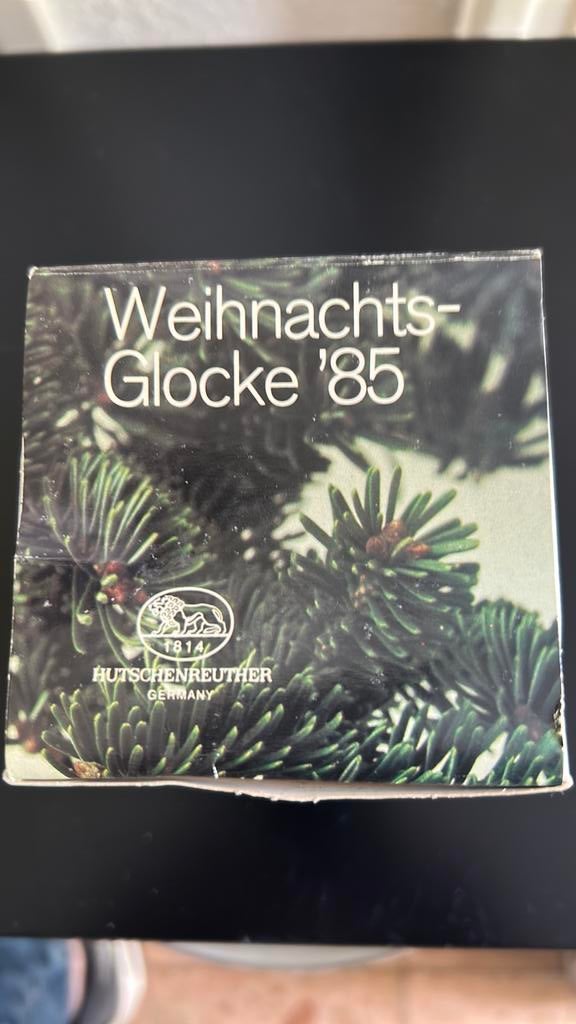 Weihnachts-
Glocke '85
1814
HUTSCHENREUTHER
GERMANY